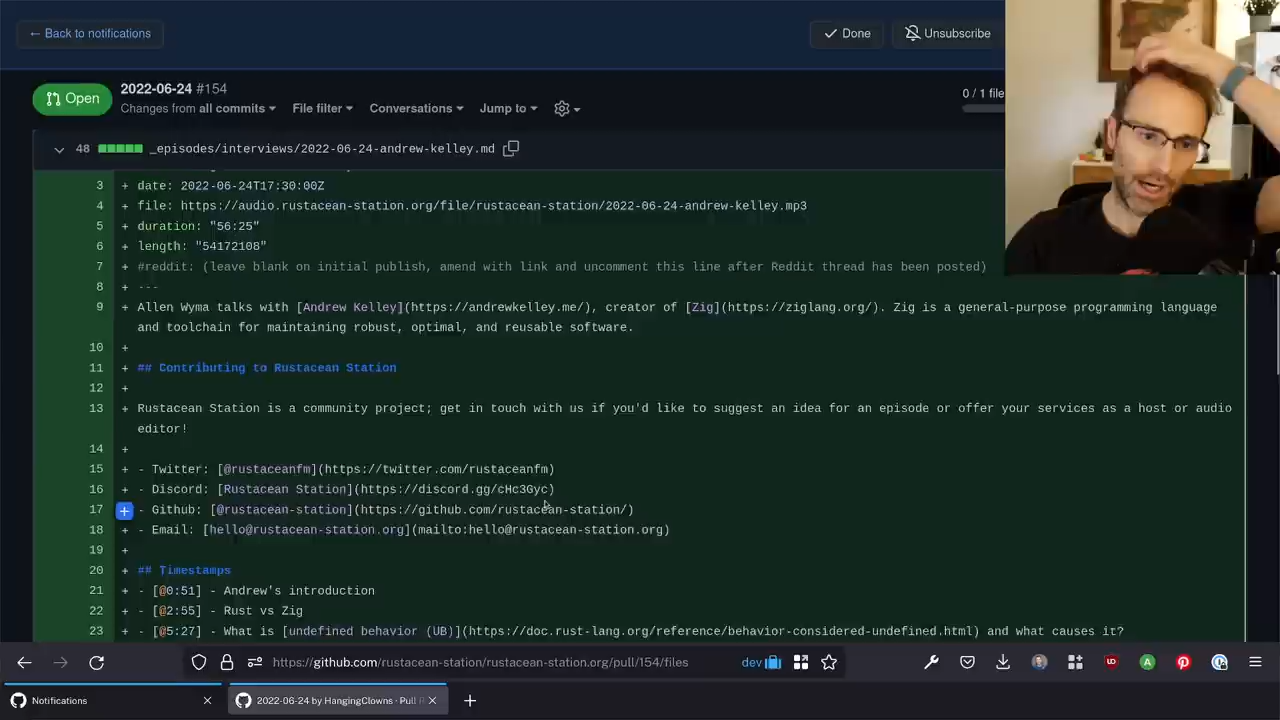 ← Back to notifications
Done
Unsubscribe
Open
2022-06-24 #154
Changes from all commits
File filter
Conversations
Jump to
0 / 1 file
48
_episodes/interviews/2022-06-24-andrew-kelley.md
3 + date: 2022-06-24T17:30:00Z
4 + file: https://audio.rustacean-station.org/file/rustacean-station/2022-06-24-andrew-kelley.mp3
5 + duration: "56:25"
6 + length: "54172108"
7 + #reddit: (leave blank on initial publish, amend with link and uncomment this line after Reddit thread has been posted)
8 + ---
9 + Allen Wyma talks with [Andrew Kelley](https://andrewkelley.me/), creator of [Zig](https://ziglang.org/). Zig is a general-purpose programming language
and toolchain for maintaining robust, optimal, and reusable software.
10 +
11 + ## Contributing to Rustacean Station
12 +
13 + Rustacean Station is a community project; get in touch with us if you'd like to suggest an idea for an episode or offer your services as a host or audio
editor!
14 +
15 + - Twitter: [@rustaceanfm](https://twitter.com/rustaceanfm)
16 + - Discord: [Rustacean Station](https://discord.gg/cHc3Gyc)
17 + - Github: [@rustacean-station](https://github.com/rustacean-station/)
18 + - Email: [hello@rustacean-station.org](mailto:hello@rustacean-station.org)
19 +
20 + ## Timestamps
21 + - [@0:51] - Andrew's introduction
22 + - [@2:55] - Rust vs Zig
23 + - [@5:27] - What is [undefined behavior (UB)](https://doc.rust-lang.org/reference/behavior-considered-undefined.html) and what causes it?
https://github.com/rustacean-station/rustacean-station.org/pull/154/files
dev
Notifications
2022-06-24 by HangingClowns · Pull